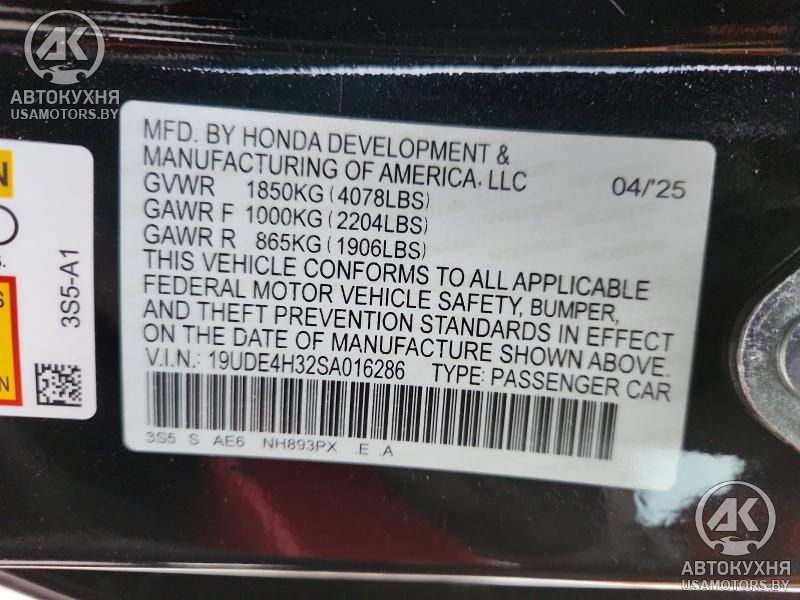 АК
АВТОКУХНЯ
USAMOTORS.BY
N
S.
S
3S5-A1
MFD. BY HONDA DEVELOPMENT &
MANUFACTURING OF AMERICA, LLC
04/'25
GVWR 1850KG (4078LBS)
GAWR F 1000KG (2204LBS)
GAWR R 865KG (1906LBS)
THIS VEHICLE CONFORMS TO ALL APPLICABLE
FEDERAL MOTOR VEHICLE SAFETY, BUMPER,
AND THEFT PREVENTION STANDARDS IN EFFECT
ON THE DATE OF MANUFACTURE SHOWN ABOVE.
V.I.N.: 19UDE4H32SA016286 TYPE: PASSENGER CAR
3S5 S AE6 NH893PX .E .A
АК
АВТОКУХНЯ
USAMOTORS.BY